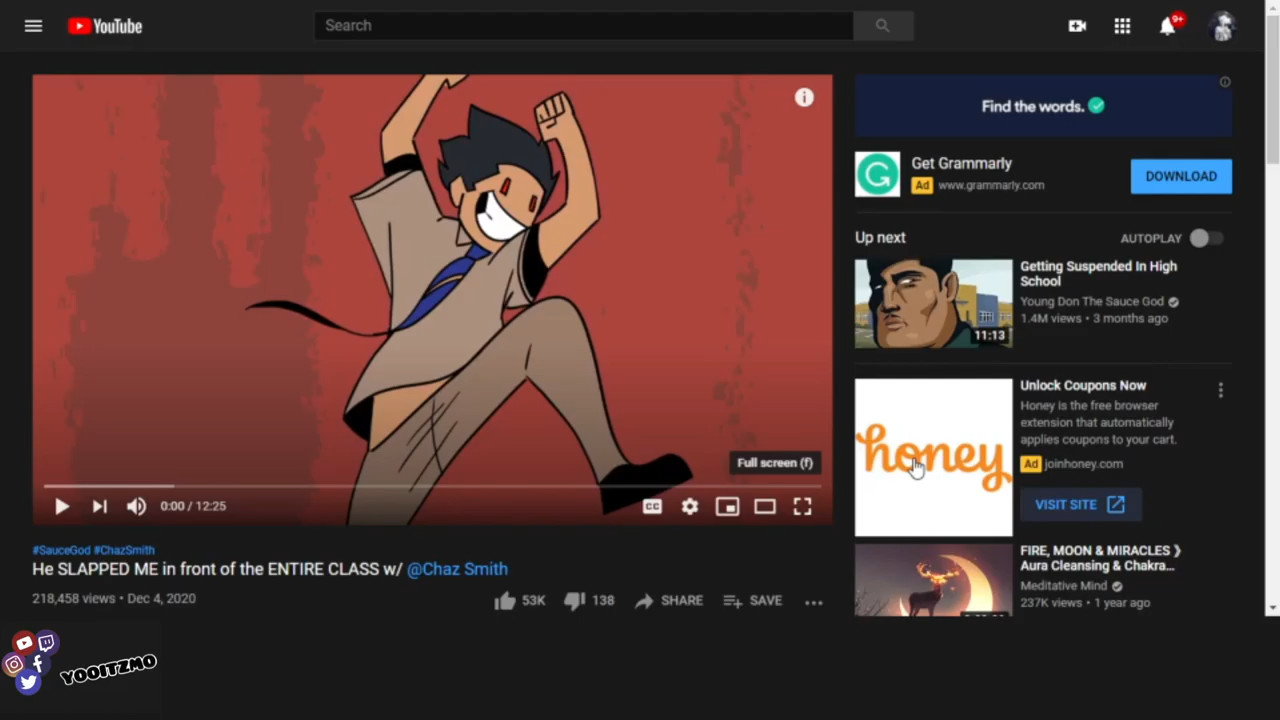 YouTube
Search
9+
Find the words.
Get Grammarly
Ad www.grammarly.com
DOWNLOAD
Up next
AUTOPLAY
Getting Suspended In High
School
Young Don The Sauce God
1.4M views • 3 months ago
11:13
Unlock Coupons Now
Honey is the free browser
extension that automatically
applies coupons to your cart.
Ad joinhoney.com
honey
VISIT SITE
FIRE, MOON & MIRACLES 》
Aura Cleansing & Chakra...
Meditative Mind
237K views • 1 year ago
Full screen (f)
0:00 / 12:25
CC
#SauceGod #ChazSmith
He SLAPPED ME in front of the ENTIRE CLASS w/ @Chaz Smith
218,458 views • Dec 4, 2020
53K
138
SHARE
SAVE
YOOITZMO